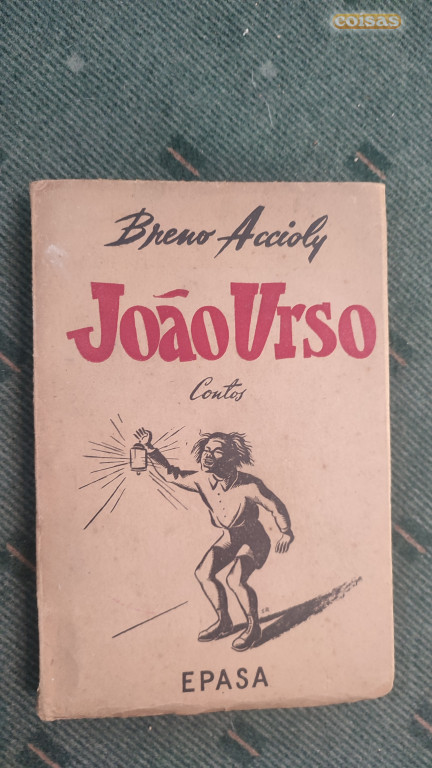 coisas
Breno Accioly
João Urso
Contos
EPASA